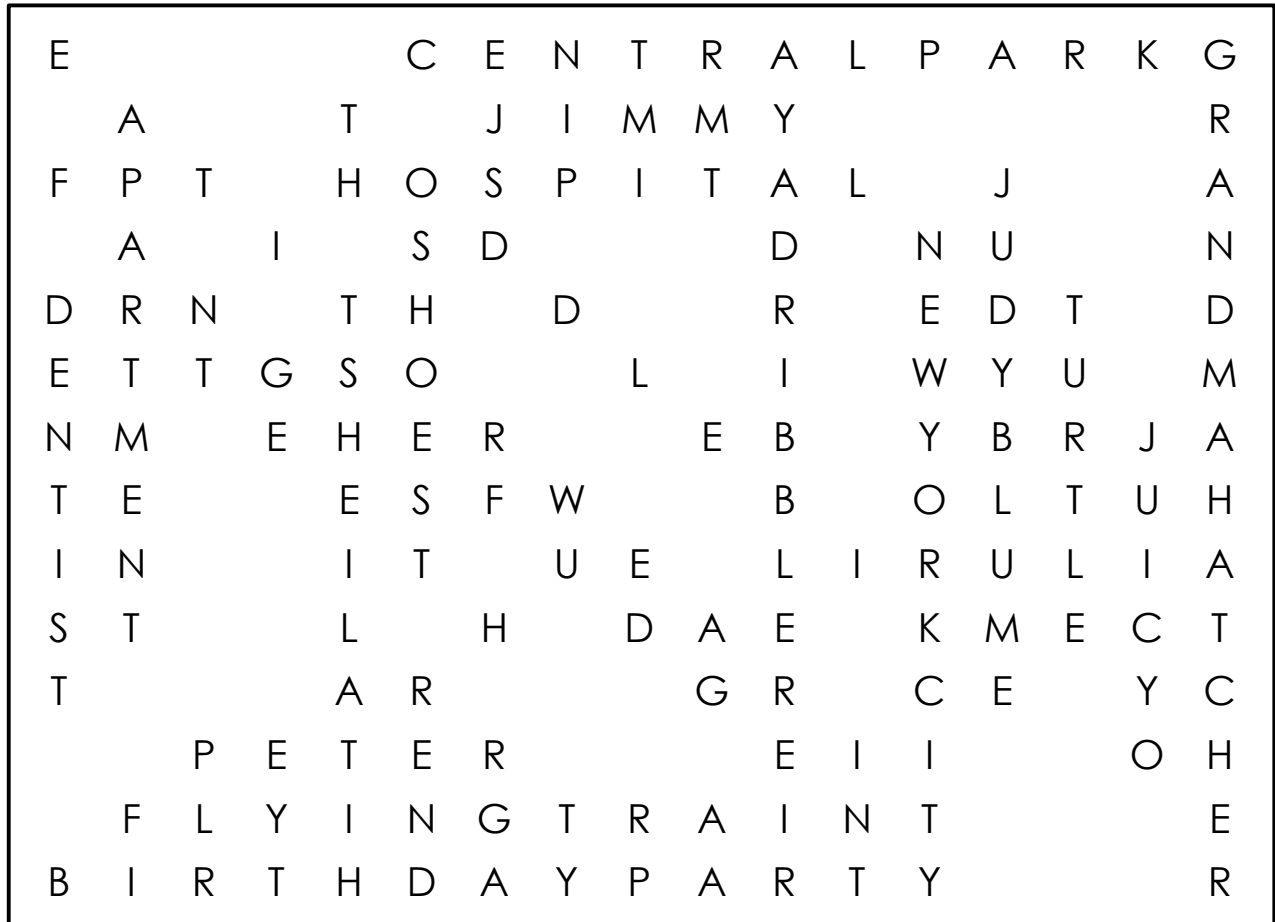 E C E N T R A L P A R K G
A T J I M M Y R
F P T H O S P I T A L J A
A I S D D N U N
D R N T H D R E D T D
E T T G S O L I W Y U M
N M E H E R E B Y B R J A
T E E S F W B O L T U H
I N I T U E L I R U L I A
S T L H D A E K M E C T
T A R G R C E Y C
P E T E R E I I O H
F L Y I N G T R A I N T E
B I R T H D A Y P A R T Y R